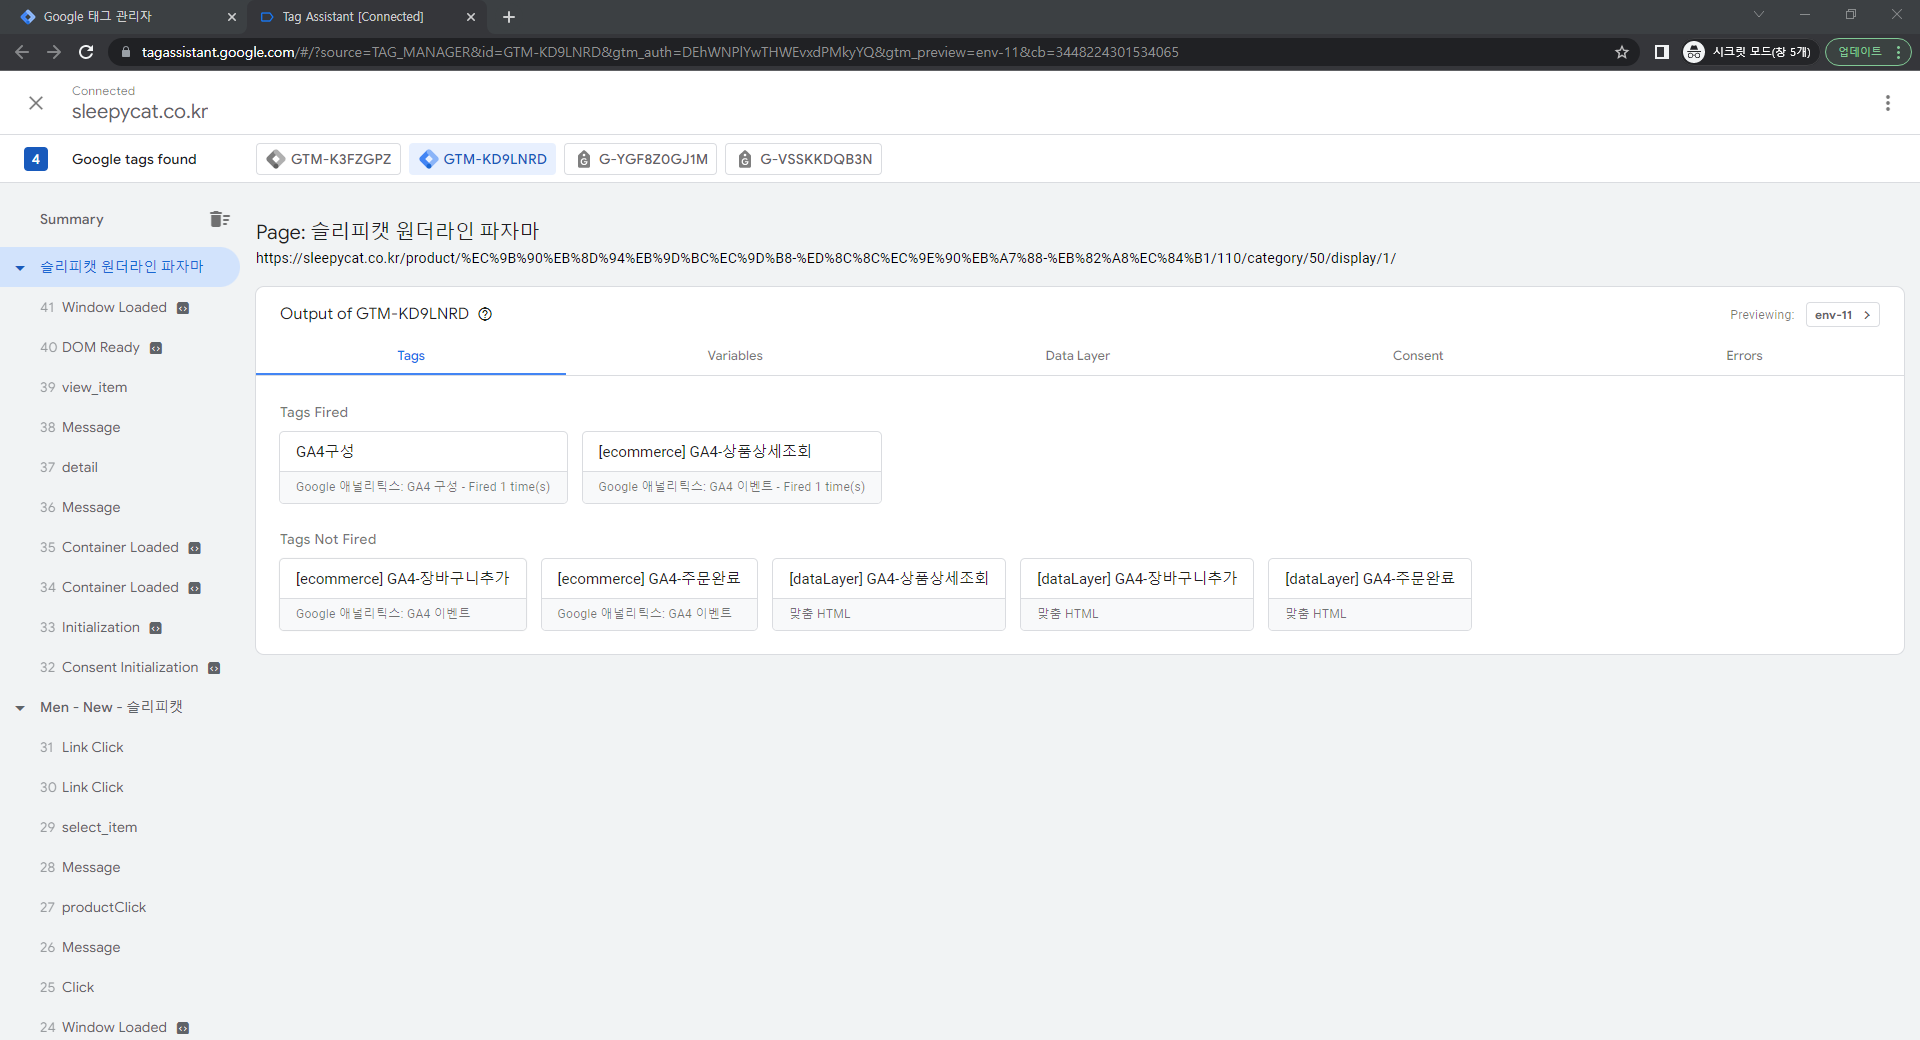 Google 태그 관리자
Tag Assistant [Connected]
tagassistant.google.com/#/?source=TAG_MANAGER&id=GTM-KD9LNRD&gtm_auth=DEhWNPlYwTHWEvxdPMkyYQ&gtm_preview=env-11&cb=3448224301534065
시크릿 모드(창 5개)
업데이트
Connected
sleepycat.co.kr
4 Google tags found
GTM-K3FZGPZ
GTM-KD9LNRD
G-YGF8Z0GJ1M
G-VSSKKDQB3N
Summary
슬리피캣 원더라인 파자마
41 Window Loaded
40 DOM Ready
39 view_item
38 Message
37 detail
36 Message
35 Container Loaded
34 Container Loaded
33 Initialization
32 Consent Initialization
Men - New - 슬리피캣
31 Link Click
30 Link Click
29 select_item
28 Message
27 productClick
26 Message
25 Click
24 Window Loaded
Page: 슬리피캣 원더라인 파자마
https://sleepycat.co.kr/product/%EC%9B%90%EB%8D%94%EB%9D%BC%EC%9D%B8-%ED%8C%8C%EC%9E%90%EB%A7%88-%EB%82%A8%EC%84%B1/110/category/50/display/1/
Output of GTM-KD9LNRD
Previewing: env-11
Tags
Variables
Data Layer
Consent
Errors
Tags Fired
GA4구성
Google 애널리틱스: GA4 구성 - Fired 1 time(s)
[ecommerce] GA4-상품상세조회
Google 애널리틱스: GA4 이벤트 - Fired 1 time(s)
Tags Not Fired
[ecommerce] GA4-장바구니추가
Google 애널리틱스: GA4 이벤트
[ecommerce] GA4-주문완료
Google 애널리틱스: GA4 이벤트
[dataLayer] GA4-상품상세조회
맞춤 HTML
[dataLayer] GA4-장바구니추가
맞춤 HTML
[dataLayer] GA4-주문완료
맞춤 HTML